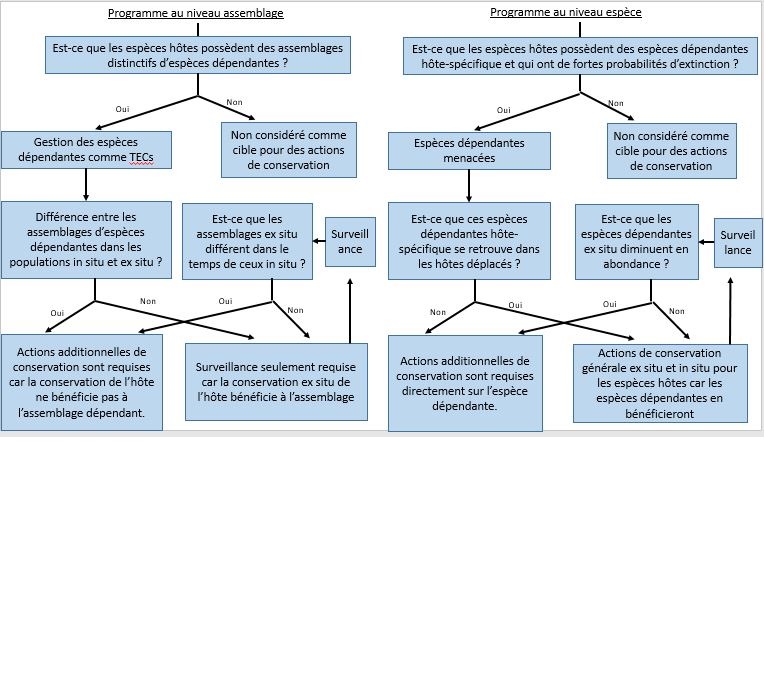 Programme au niveau assemblage
Est-ce que les espèces hôtes possèdent des assemblages
distinctifs d'espèces dépendantes ?
Oui
Non
Gestion des espèces
dépendantes comme TECs
Non considéré comme
cible pour des actions
de conservation
Différence entre les
assemblages d'espèces
dépendantes dans les
populations in situ et ex situ ?
Est-ce que les
assemblages ex situ
différent dans le
temps de ceux in situ ?
Surveill
ance
Oui
Non
Oui
Non
Actions additionnelles de
conservation sont requises
car la conservation de l'hôte
ne bénéficie pas à
l'assemblage dépendant.
Surveillance seulement requise
car la conservation ex situ de
l'hôte bénéficie à l'assemblage
Programme au niveau espèce
Est-ce que les espèces hôtes possèdent des espèces dépendantes
hôte-spécifique et qui ont de fortes probabilités d'extinction ?
Oui
Non
Espèces dépendantes
menacées
Non considéré comme
cible pour des actions
de conservation
Est-ce que ces espèces
dépendantes hôte-
spécifique se retrouve dans
les hôtes déplacés ?
Est-ce que les
espèces dépendantes
ex situ diminuent en
abondance ?
Surveil
lance
Non
Oui
Oui
Non
Actions additionnelles de
conservation sont requises
directement sur l'espèce
dépendante.
Actions de conservation
générale ex situ et in situ pour
les espèces hôtes car les
espèces dépendantes en
bénéficieront